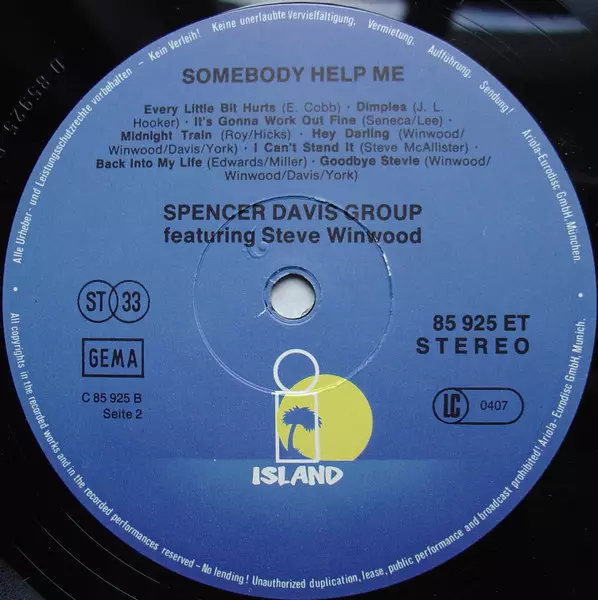 Alle Urheber- und Leistungsschutzrechte vorbehalten - Kein Verleih! Keine unerlaubte Vervielfältigung, Vermietung, Aufführung, Sendung! Ariola-Eurodisc GmbH, München.
D 85925
SOMEBODY HELP ME
Every Little Bit Hurts (E. Cobb) · Dimples (J. L.
Hooker) · It's Gonna Work Out Fine (Seneca/Lee) ·
Midnight Train (Roy/Hicks) · Hey Darling (Winwood/
Winwood/Davis/York) · I Can't Stand it (Steve McAllister) ·
Back into My Life (Edwards/Miller) · Goodbye Stevie (Winwood/
Winwood/Davis/York)
SPENCER DAVIS GROUP
featuring Steve Winwood
ST 33
85 925 ET
STEREO
GEMA
C 85 925 B
Seite 2
LC 0407
ISLAND
All copyrights in the recorded works and in the recorded performances reserved - No lending! Unauthorized duplication, lease, public performance and broadcast prohibited! Ariola-Eurodisc GmbH, Munich.